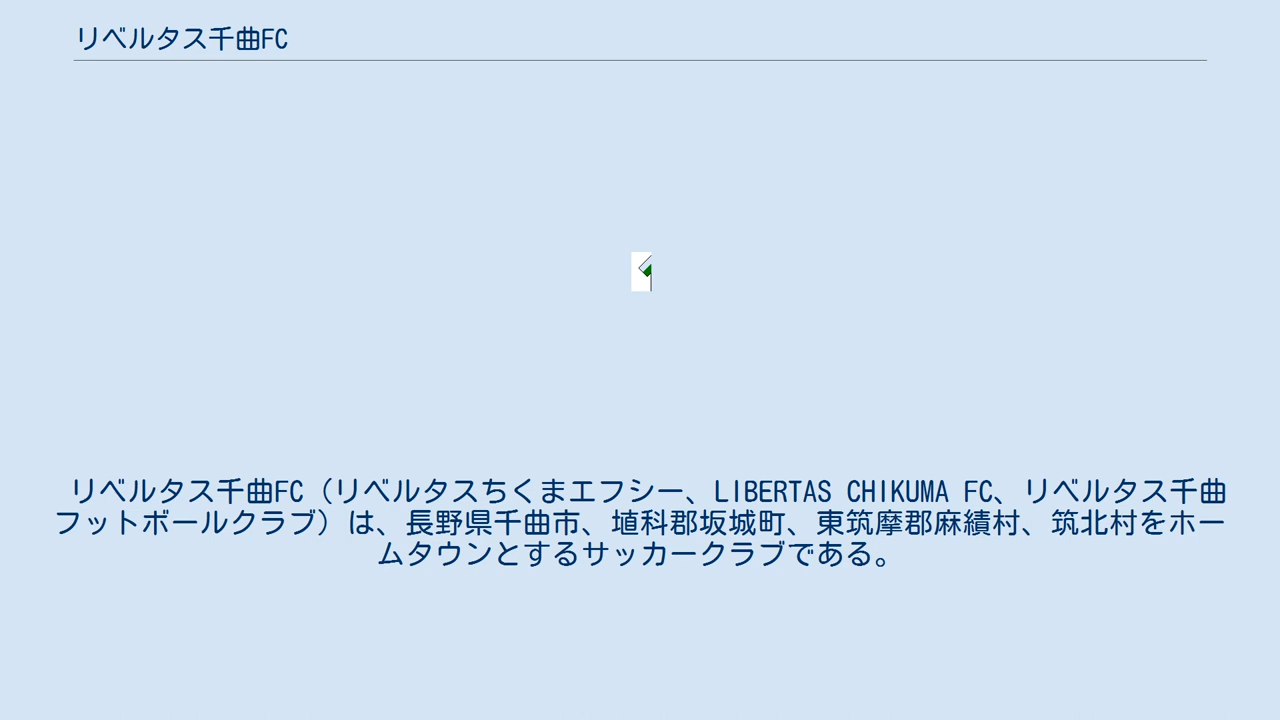 リベルタス千曲FC
リベルタス千曲FC（リベルタスちくまエフシー、LIBERTAS CHIKUMA FC、リベルタス千曲
フットボールクラブ）は、長野県千曲市、埴科郡坂城町、東筑摩郡麻績村、筑北村をホー
ムタウンとするサッカークラブである。